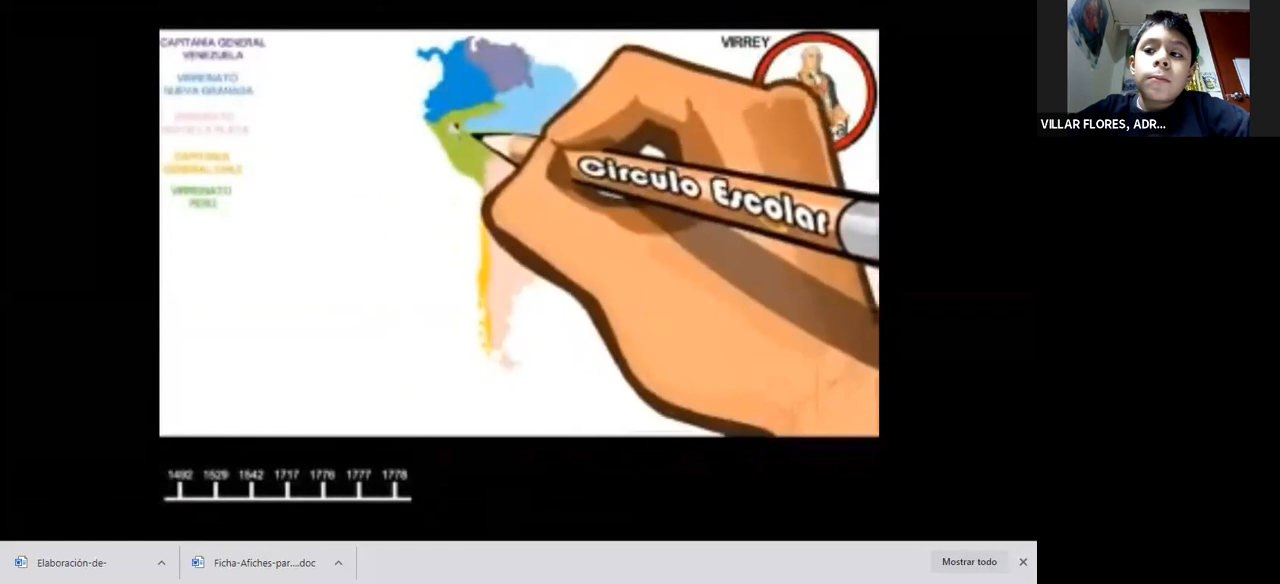 CAPITANIA GENERAL
VENEZUELA
VIRREINATO
NUEVA GRANADA
CAPITANIA
GENERAL CHILE
VIRREINATO
PERÚ
VIRREY
Circulo Escolar
1492 1529 1542 1717 1776 1777 1778
VILLAR FLORES, ADR...
Elaboración-de-
Ficha-Afiches-par....doc
Mostrar todo